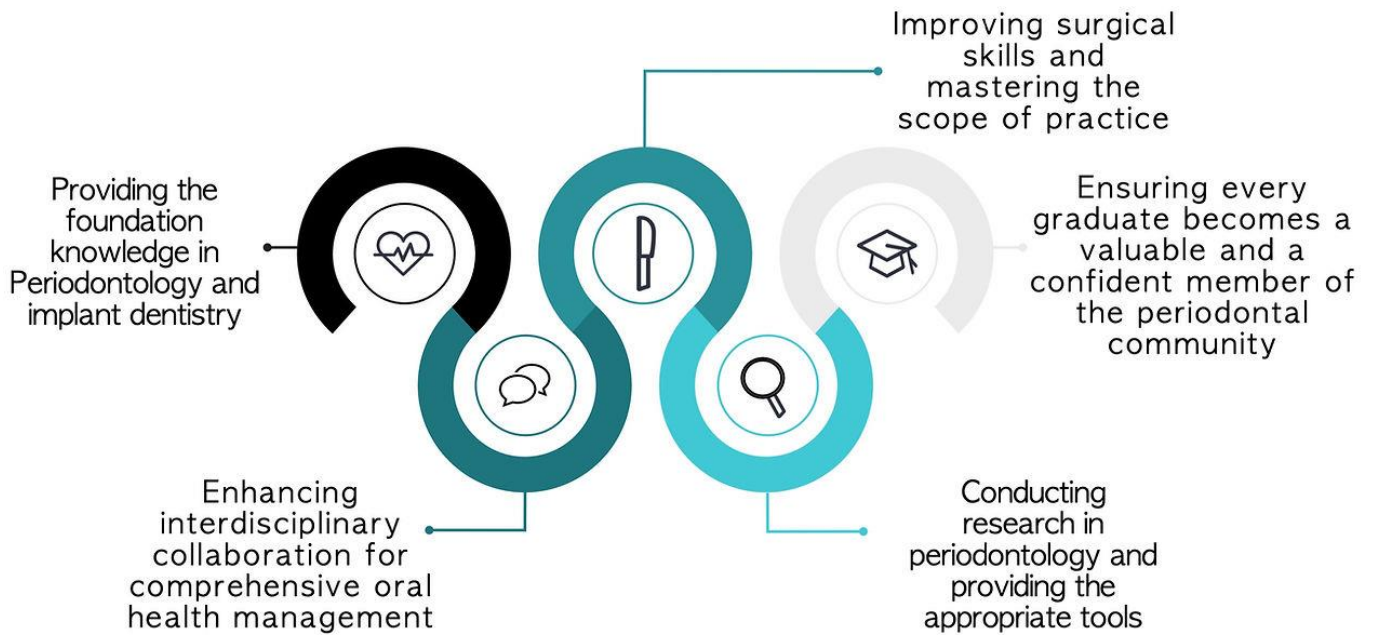 Providing the
foundation
knowledge in
Periodontology and
implant dentistry
Enhancing
interdisciplinary
collaboration for
comprehensive oral
health management
Improving surgical
skills and
mastering the
scope of practice
Conducting
research in
periodontology and
providing the
appropriate tools
Ensuring every
graduate becomes a
valuable and a
confident member of
the periodontal
community